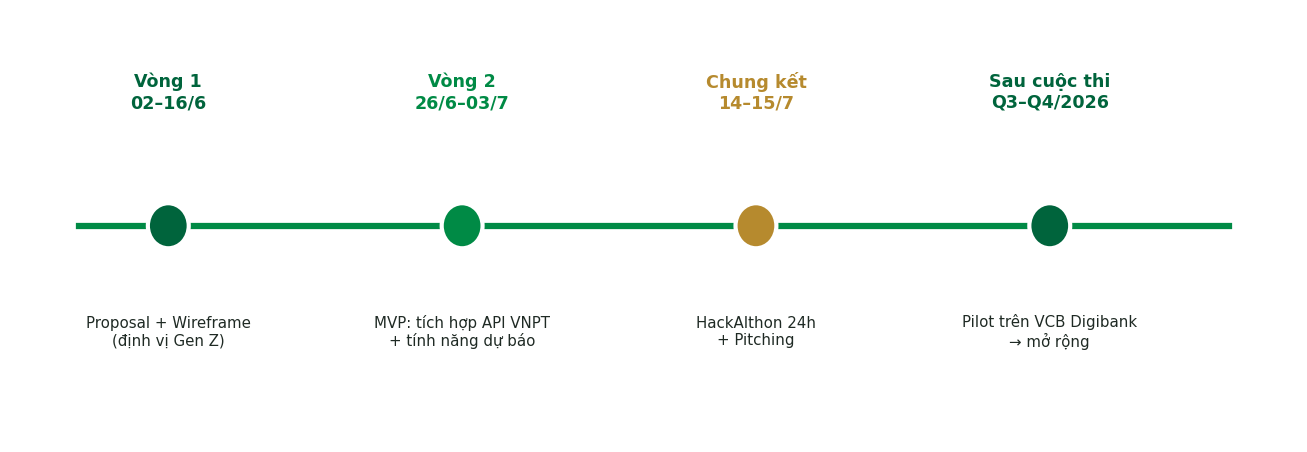 Vòng 1
02–16/6
Vòng 2
26/6–03/7
Chung kết
14–15/7
Sau cuộc thi
Q3–Q4/2026
Proposal + Wireframe
(định vị Gen Z)
MVP: tích hợp API VNPT
+ tính năng dự báo
HackAIthon 24h
+ Pitching
Pilot trên VCB Digibank
→ mở rộng